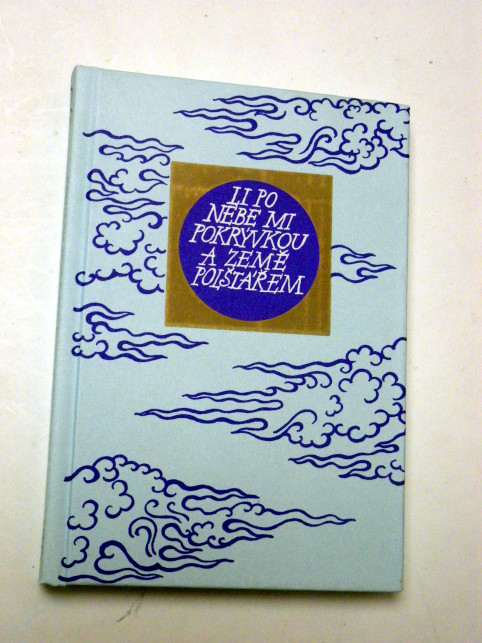 LI PO
NEBE MI
POKRÝVKOU
A ZEMĚ
POLŠTÁŘEM